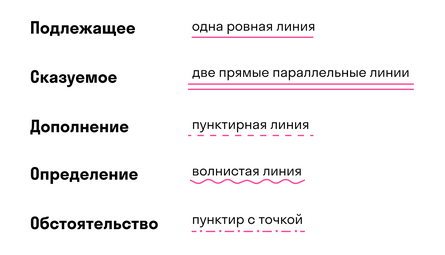 Подлежащее одна ровная линия
Сказуемое две прямые параллельные линии
Дополнение пунктирная линия
Определение волнистая линия
Обстоятельство пунктир с точкой